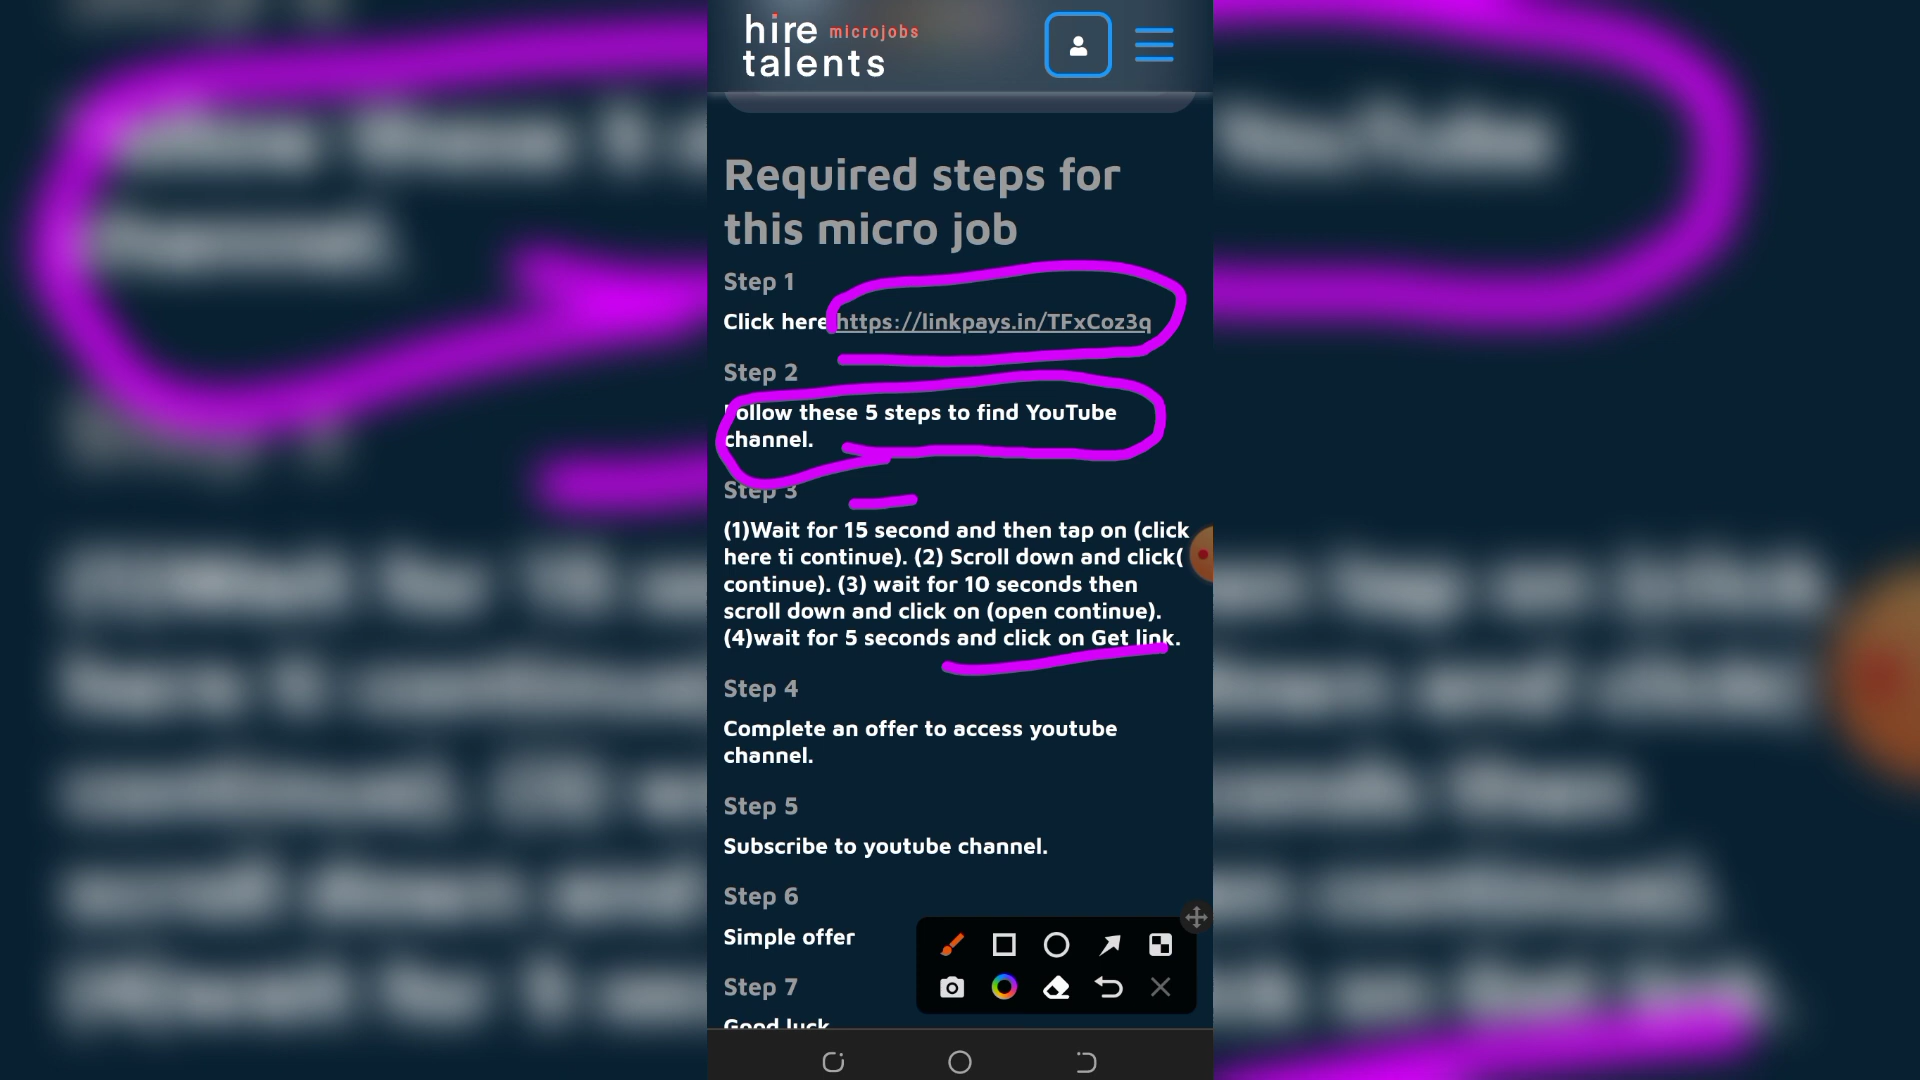 hire microjobs
talents
Required steps for
this micro job
Step 1
Click here https://linkpays.in/TFxCoz3q
Step 2
Follow these 5 steps to find YouTube
channel.
Step 3
(1)Wait for 15 second and then tap on (click
here ti continue). (2) Scroll down and click(
continue). (3) wait for 10 seconds then
scroll down and click on (open continue).
(4)wait for 5 seconds and click on Get link.
Step 4
Complete an offer to access youtube
channel.
Step 5
Subscribe to youtube channel.
Step 6
Simple offer
Step 7
Good luck